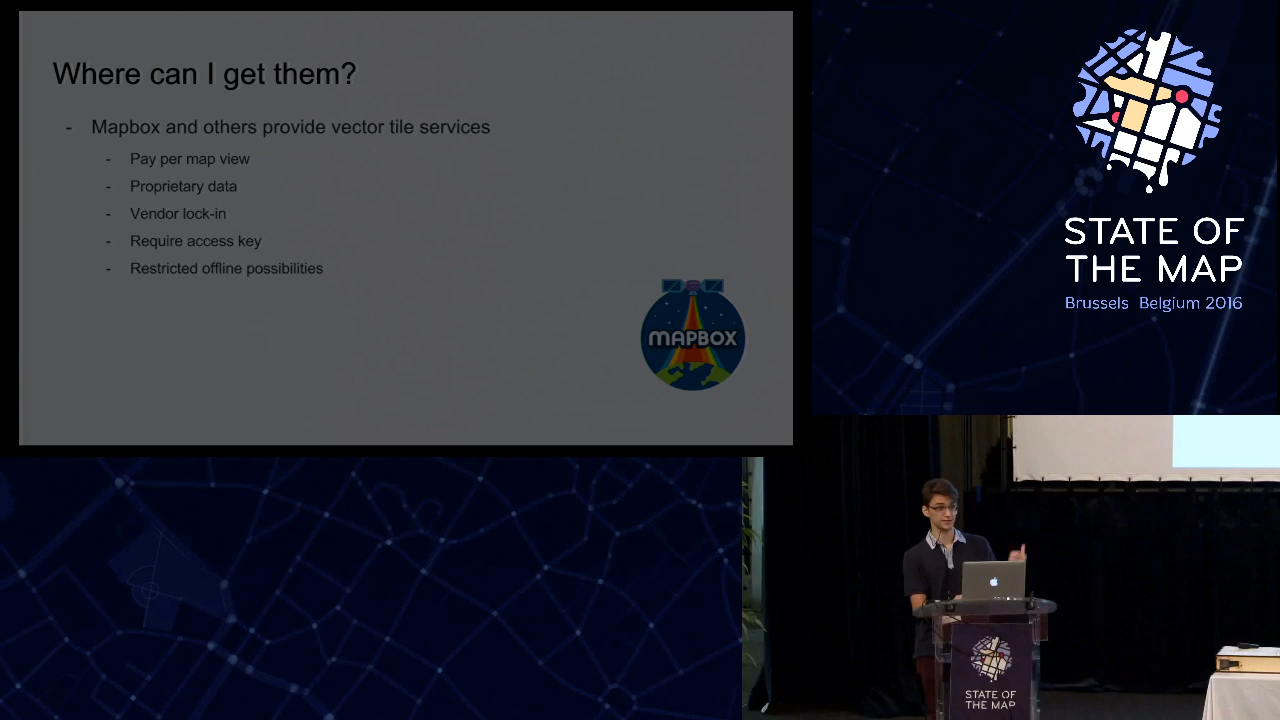 Where can I get them?
- Mapbox and others provide vector tile services
- Pay per map view
- Proprietary data
- Vendor lock-in
- Require access key
- Restricted offline possibilities
MAPBOX
STATE OF
THE MAP
Brussels Belgium 2016
STATE OF
THE MAP